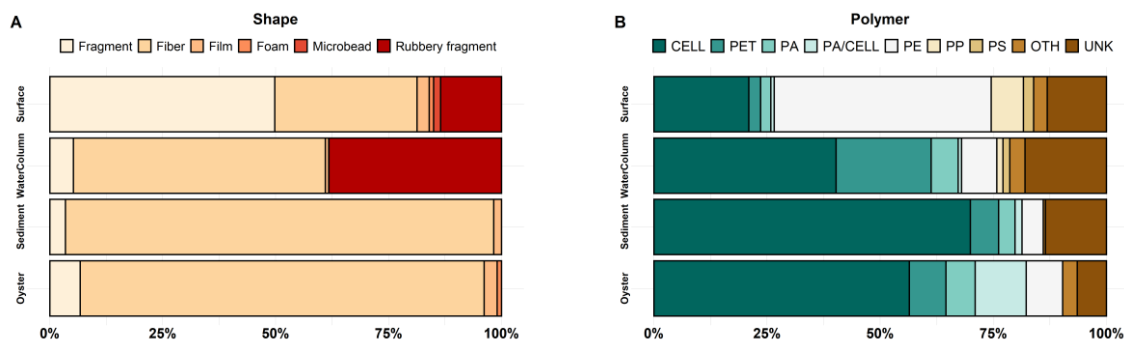 A
Shape
Fragment Fiber Film Foam Microbead Rubbery fragment
Surface
WaterColumn
Sediment
Oyster
0% 25% 50% 75% 100%
B
Polymer
CELL PET PA PA/CELL PE PP PS OTH UNK
Surface
WaterColumn
Sediment
Oyster
0% 25% 50% 75% 100%